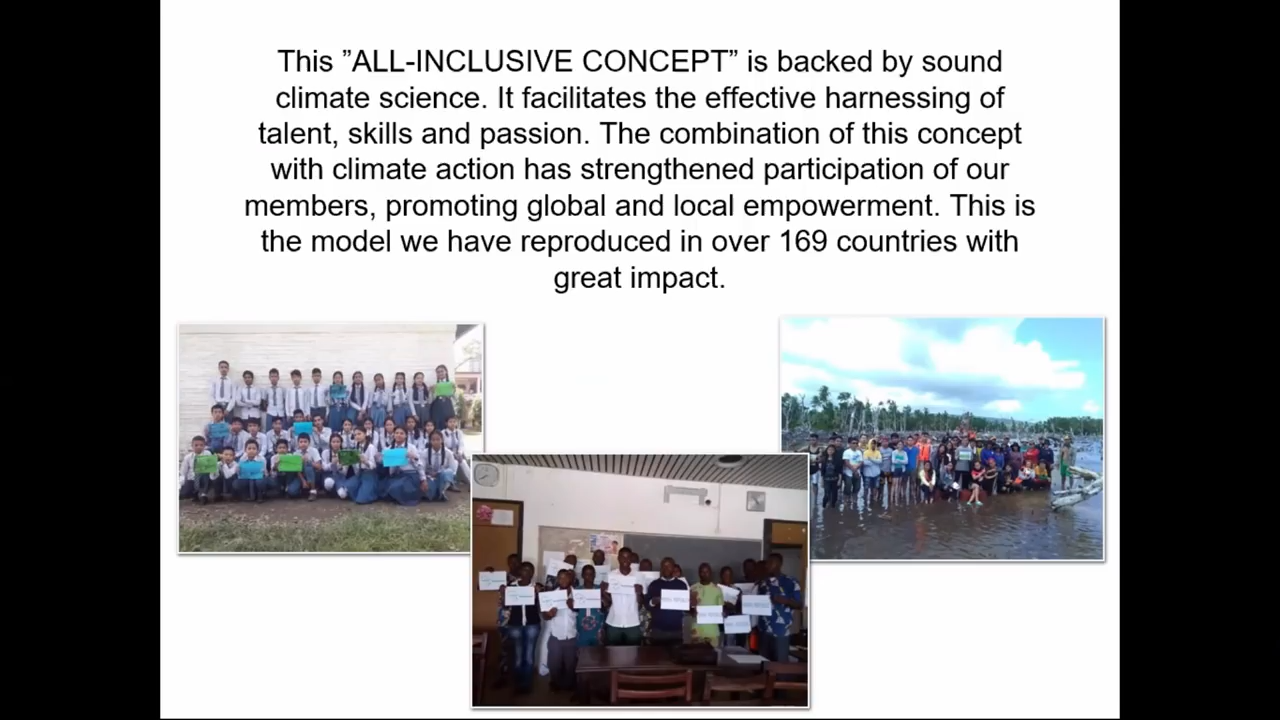 This ”ALL-INCLUSIVE CONCEPT” is backed by sound
climate science. It facilitates the effective harnessing of
talent, skills and passion. The combination of this concept
with climate action has strengthened participation of our
members, promoting global and local empowerment. This is
the model we have reproduced in over 169 countries with
great impact.